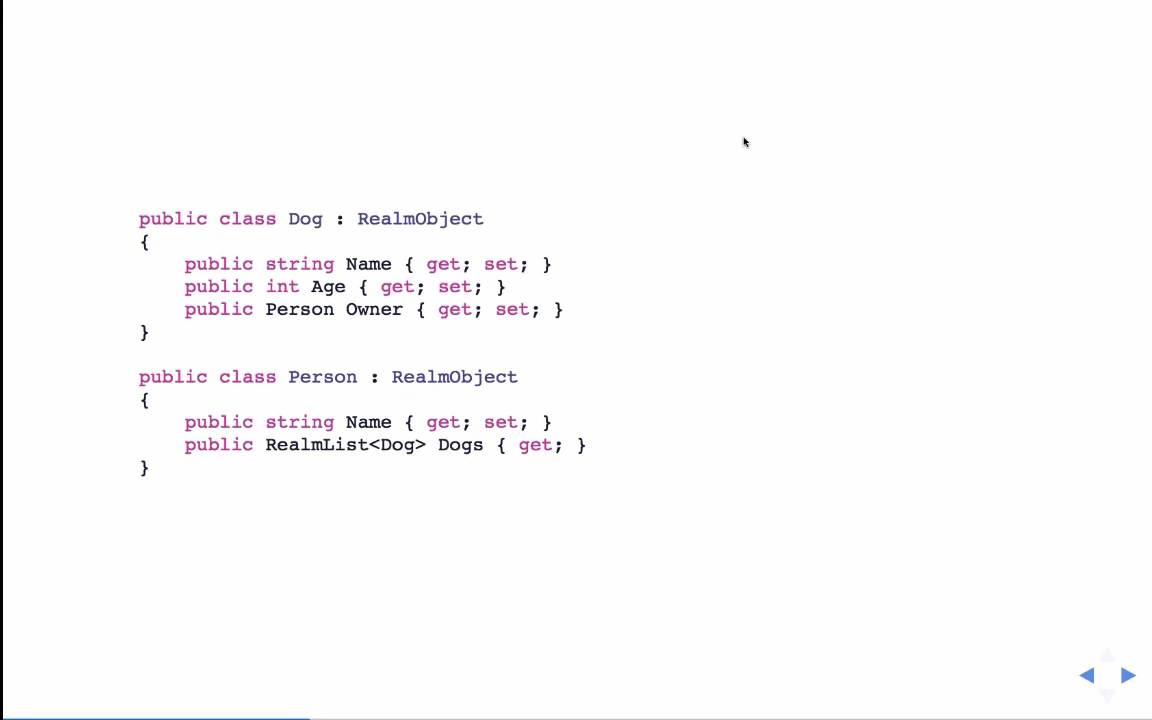 public class Dog : RealmObject
{
    public string Name { get; set; }
    public int Age { get; set; }
    public Person Owner { get; set; }
}

public class Person : RealmObject
{
    public string Name { get; set; }
    public RealmList<Dog> Dogs { get; }
}